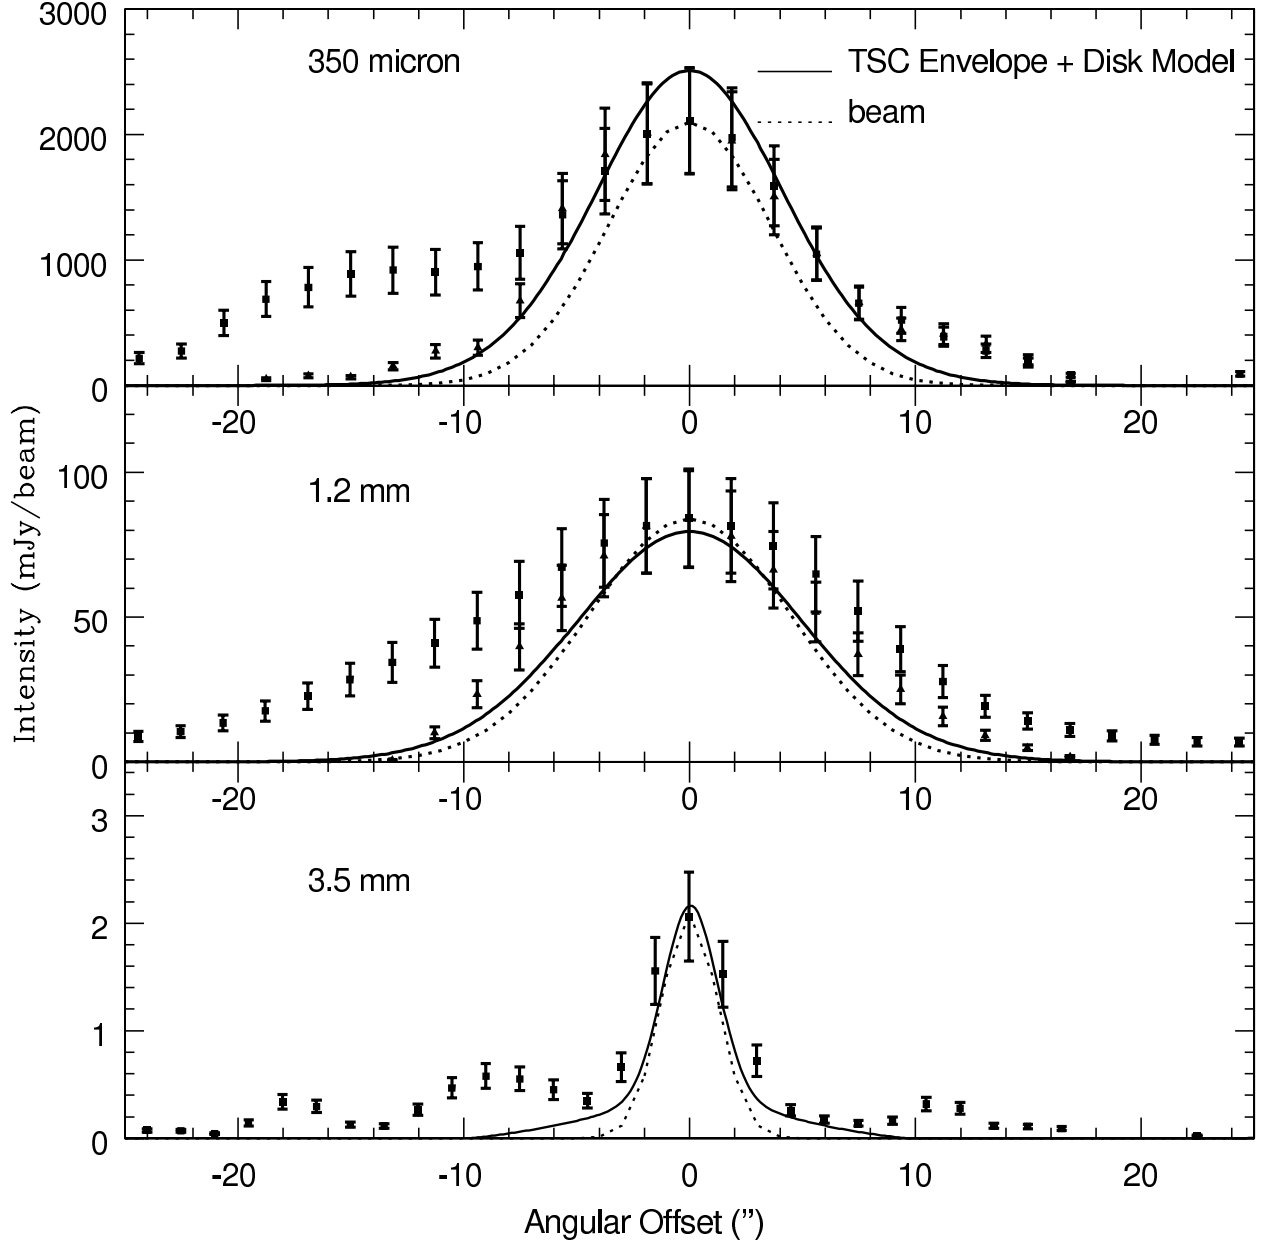 3000
350 micron
TSC Envelope + Disk Model
beam
2000
1000
0
-20 -10 0 10 20
Intensity (mJy/beam)
100
1.2 mm
50
0
-20 -10 0 10 20
3
3.5 mm
2
1
0
-20 -10 0 10 20
Angular Offset (”)